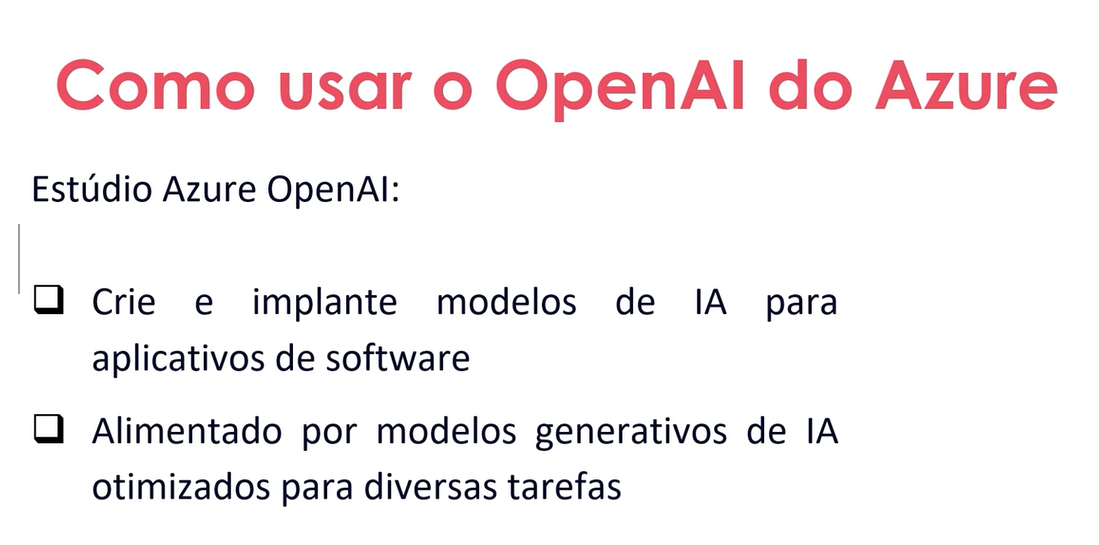 Como usar o OpenAI do Azure
Estúdio Azure OpenAI:
❑ Crie e implante modelos de IA para
aplicativos de software
❑ Alimentado por modelos generativos de IA
otimizados para diversas tarefas